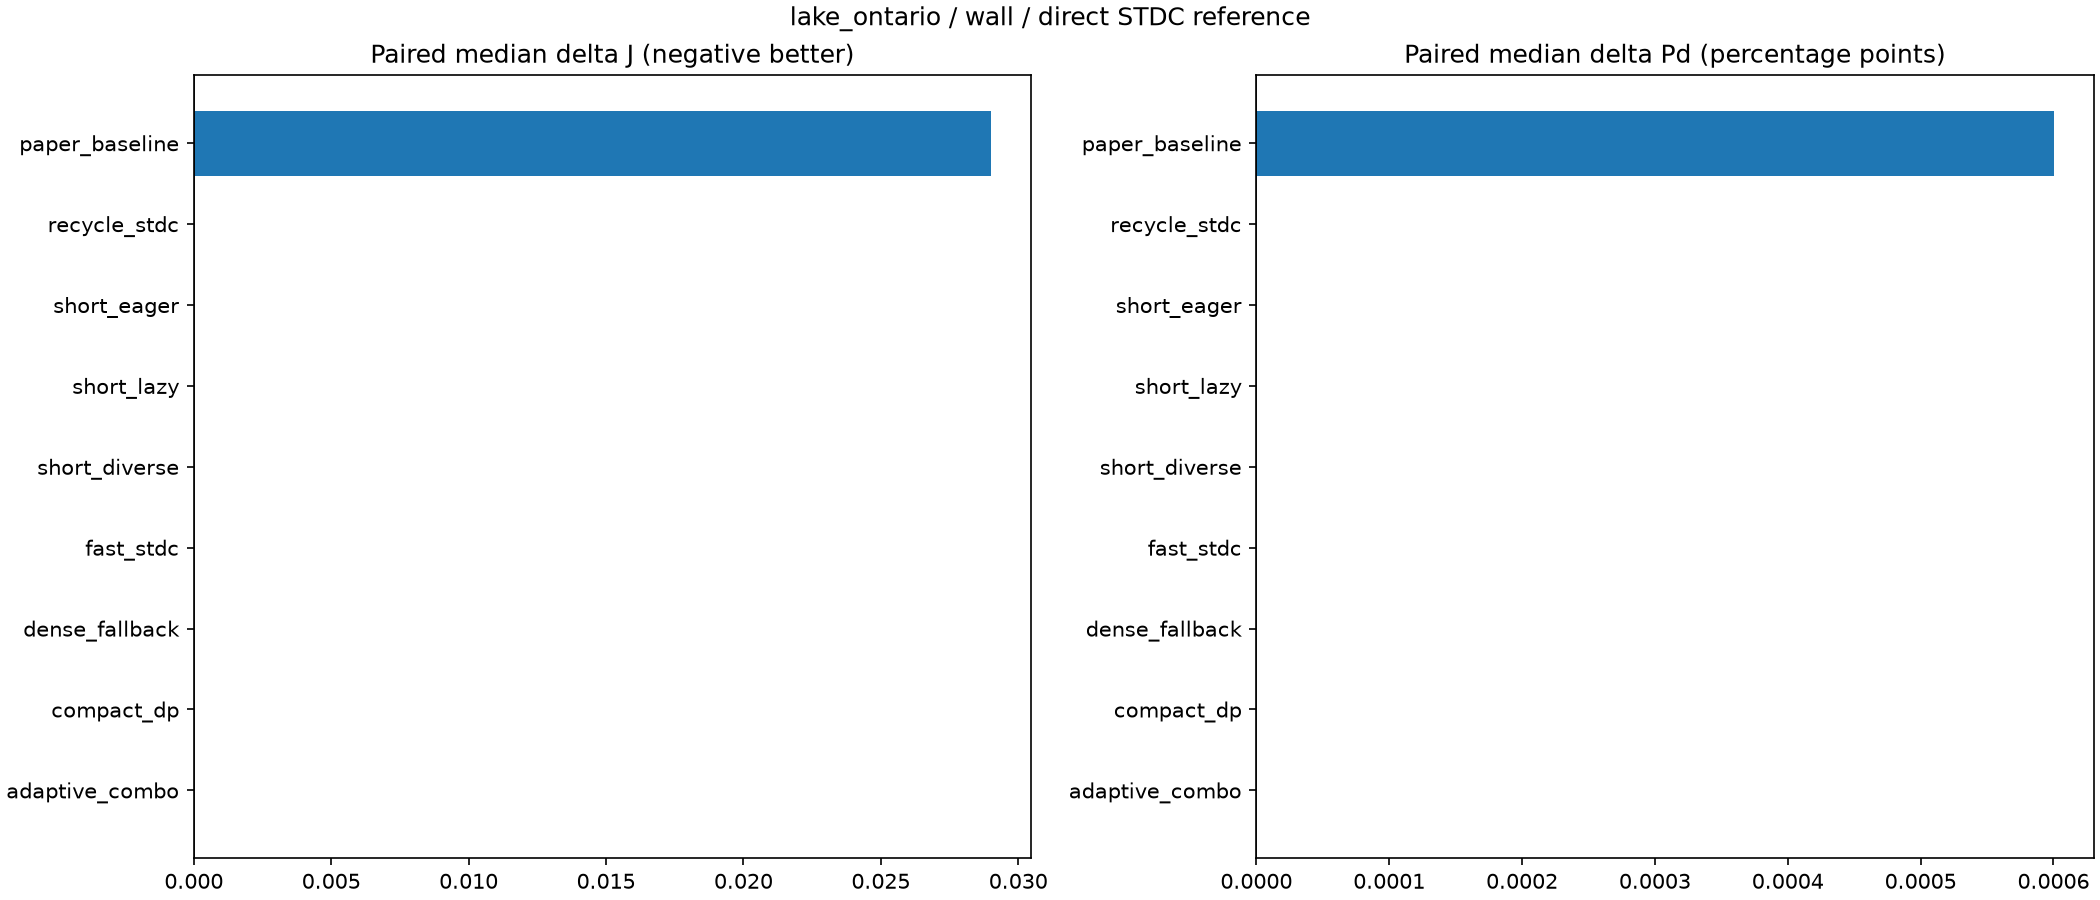 lake_ontario / wall / direct STDC reference
Paired median delta J (negative better)
paper_baseline
recycle_stdc
short_eager
short_lazy
short_diverse
fast_stdc
dense_fallback
compact_dp
adaptive_combo
0.000 0.005 0.010 0.015 0.020 0.025 0.030
Paired median delta Pd (percentage points)
paper_baseline
recycle_stdc
short_eager
short_lazy
short_diverse
fast_stdc
dense_fallback
compact_dp
adaptive_combo
0.0000 0.0001 0.0002 0.0003 0.0004 0.0005 0.0006